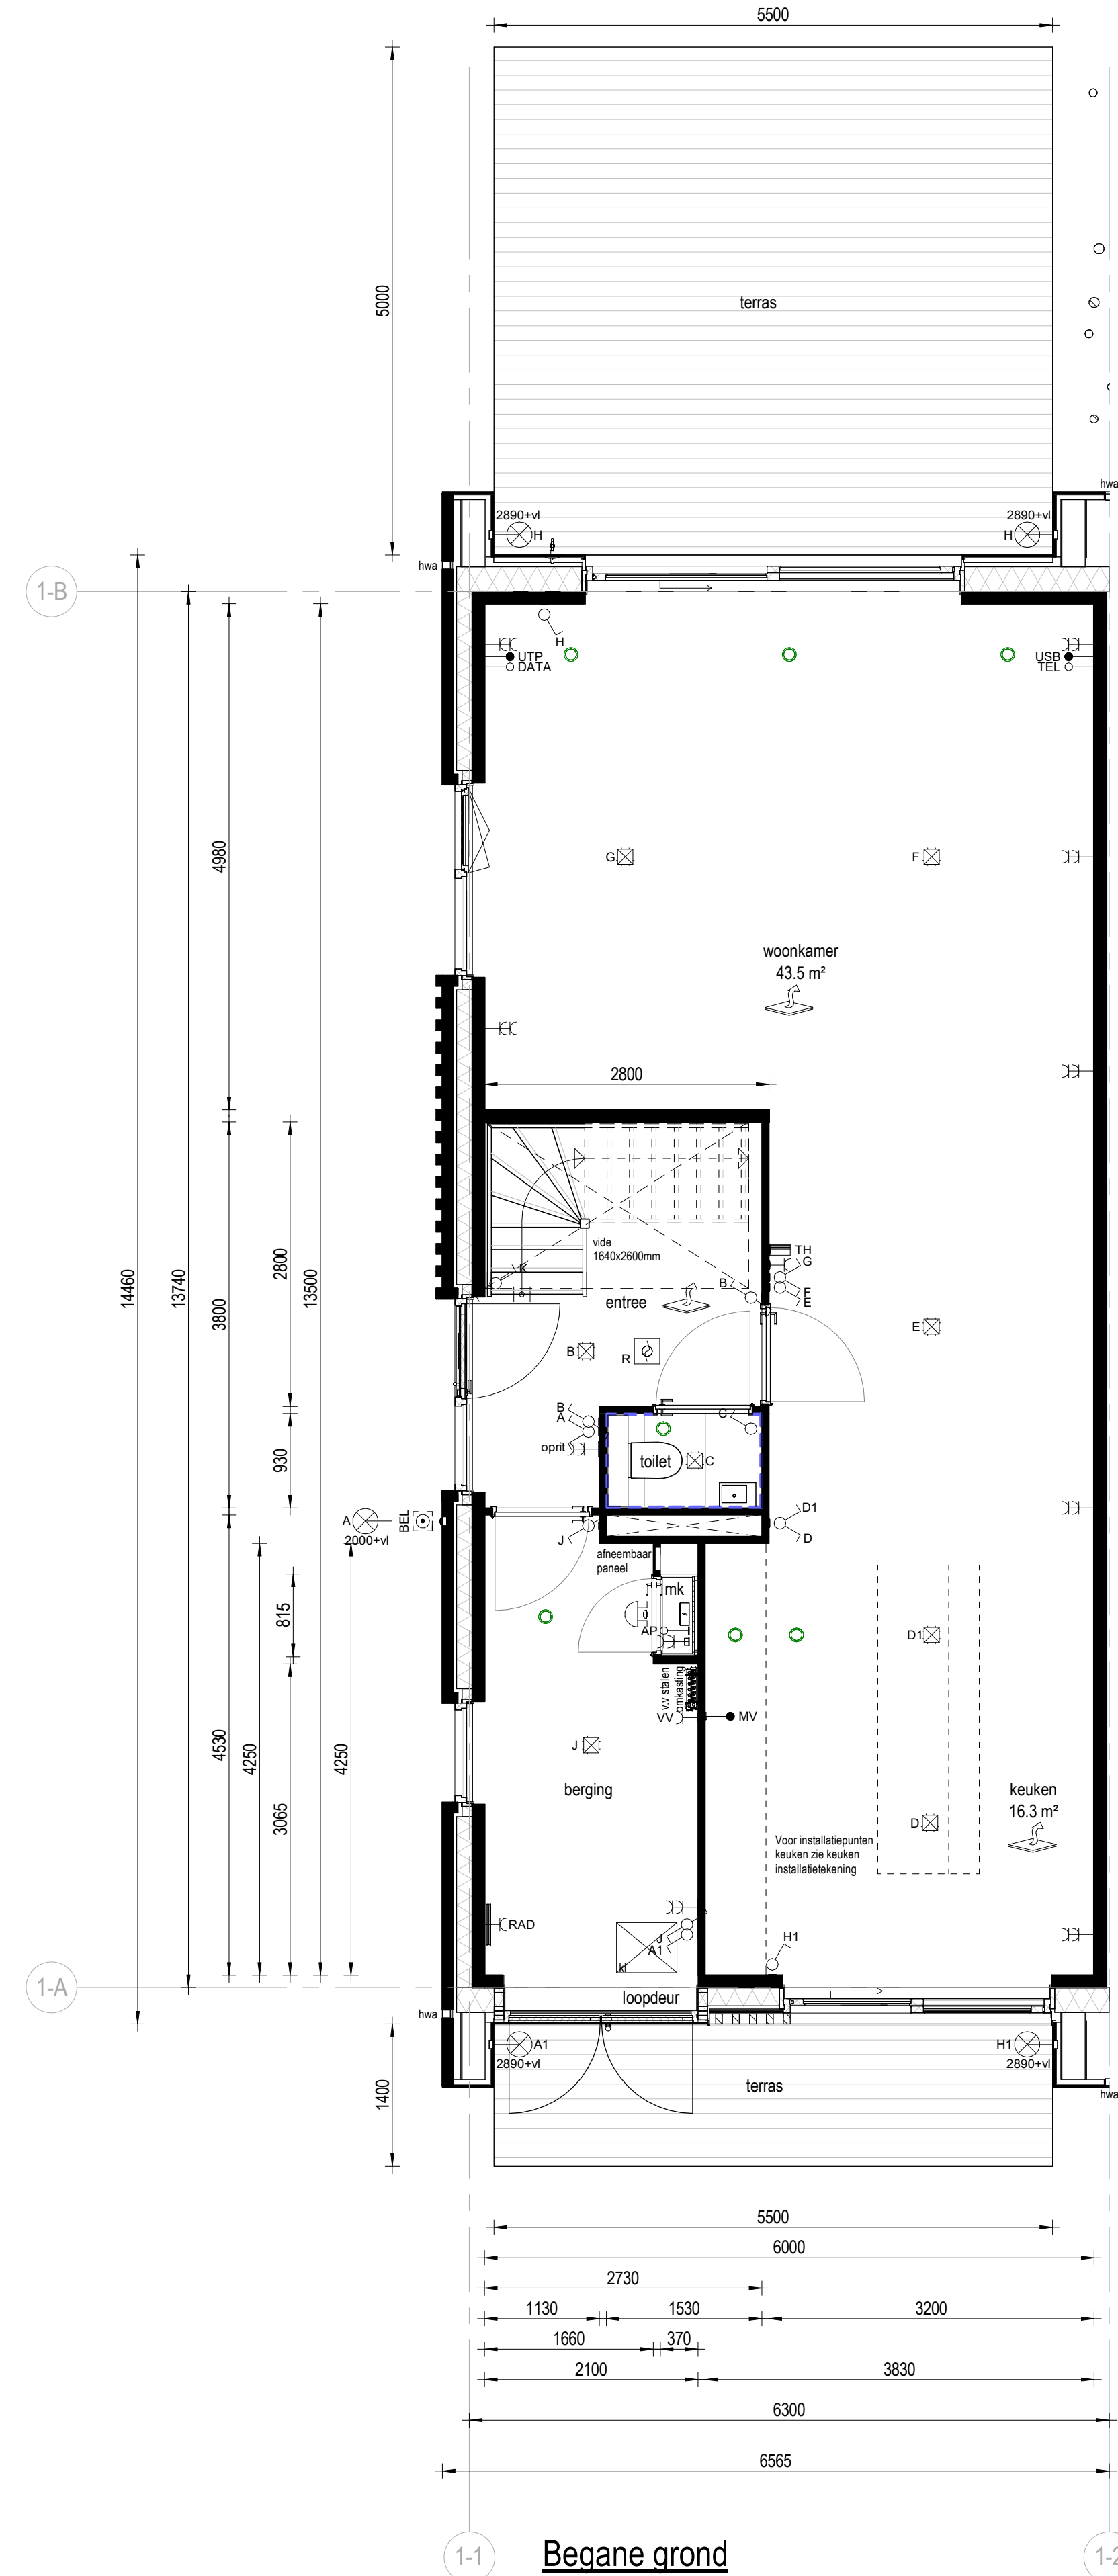 5500
5000
terras
hwa
2890+vl
H
2890+vl
H
hwa
1-B
H
UTP
DATA
USB
TEL
4980
G
F
woonkamer
43.5 m²
2800
14460
13740
3800
2800
13500
vide
1640x2600mm
K
entree
TH
G
F
E
B
B
R
E
B
A
oprit
C
toilet
C
930
A
2000+vl
BEL
J
D1
D
afneembaar
paneel
mk
AP
815
v.v stalen
omkasting
VV
MV
D1
4530
4250
3065
4250
J
berging
keuken
16.3 m²
D
Voor installatiepunten
keuken zie keuken
installatietekening
RAD
J
A1
kl
H1
1-A
loopdeur
hwa
A1
2890+vl
H1
2890+vl
terras
hwa
1400
5500
6000
2730
1130
1530
3200
1660
370
2100
3830
6300
6565
1-1
Begane grond
1-2